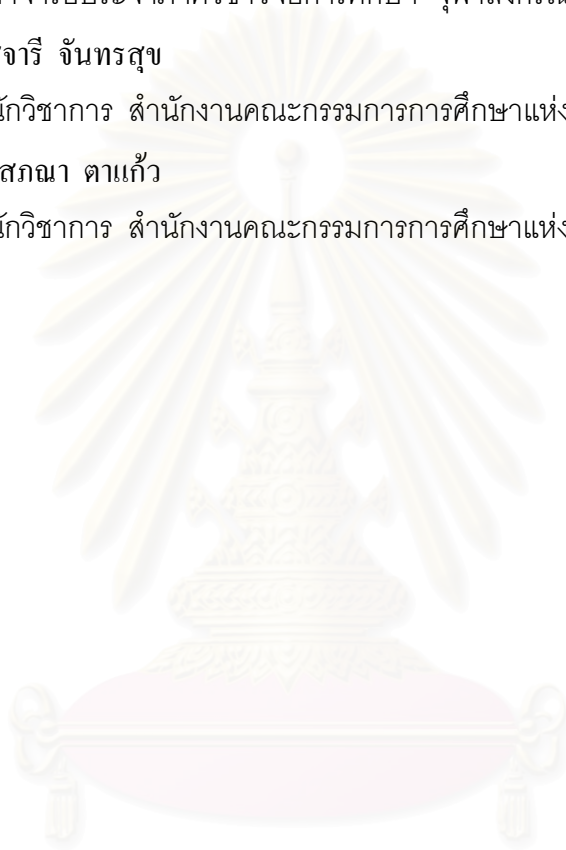 จารี จันทรสุข
นักวิชาการ สำนักงานคณะกรรมการการศึกษาแห่ง
สภณา ตาแก้ว
นักวิชาการ สำนักงานคณะกรรมการการศึกษาแห่ง